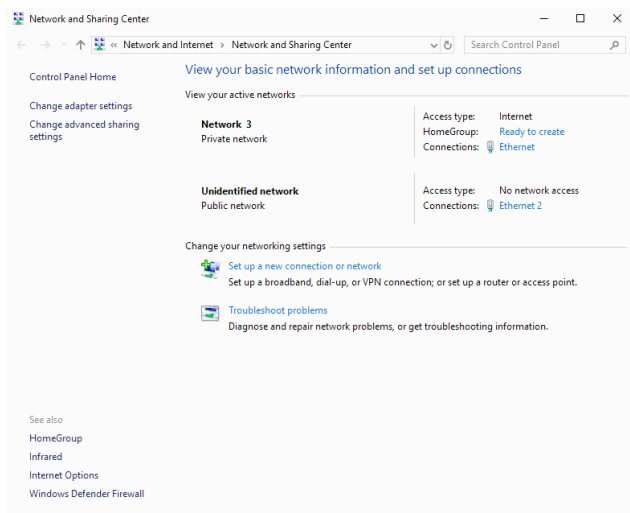 Network and Sharing Center
« Network and Internet › Network and Sharing Center
Search Control Panel
Control Panel Home
Change adapter settings
Change advanced sharing
settings
View your basic network information and set up connections
View your active networks
Network 3
Private network
Access type: Internet
HomeGroup: Ready to create
Connections: Ethernet
Unidentified network
Public network
Access type: No network access
Connections: Ethernet 2
Change your networking settings
Set up a new connection or network
Set up a broadband, dial-up, or VPN connection; or set up a router or access point.
Troubleshoot problems
Diagnose and repair network problems, or get troubleshooting information.
See also
HomeGroup
Infrared
Internet Options
Windows Defender Firewall